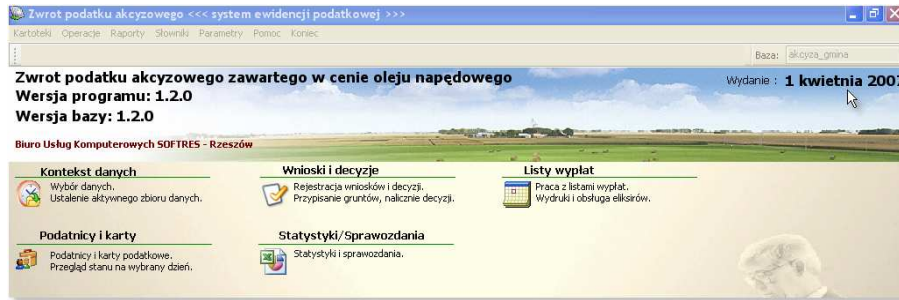 Zwrot podatku akcyzowego <<< system ewidencji podatkowej >>>
Kartoteki Operacje Raporty Słowniki Parametry Pomoc Koniec
Baza: akcyza_gmina
Zwrot podatku akcyzowego zawartego w cenie oleju napędowego
Wydanie : 1 kwietnia 2007
Wersja programu: 1.2.0
Wersja bazy: 1.2.0
Biuro Usług Komputerowych SOFTRES - Rzeszów
Kontekst danych
Wybór danych.
Ustalenie aktywnego zbioru danych.
Wnioski i decyzje
Rejestracja wniosków i decyzji.
Przypisanie gruntów, nalicznie decyzji.
Listy wypłat
Praca z listami wypłat.
Wydruki i obsługa eliksirów.
Podatnicy i karty
Podatnicy i karty podatkowe.
Przegląd stanu na wybrany dzień.
Statystyki/Sprawozdania
Statystyki i sprawozdania.